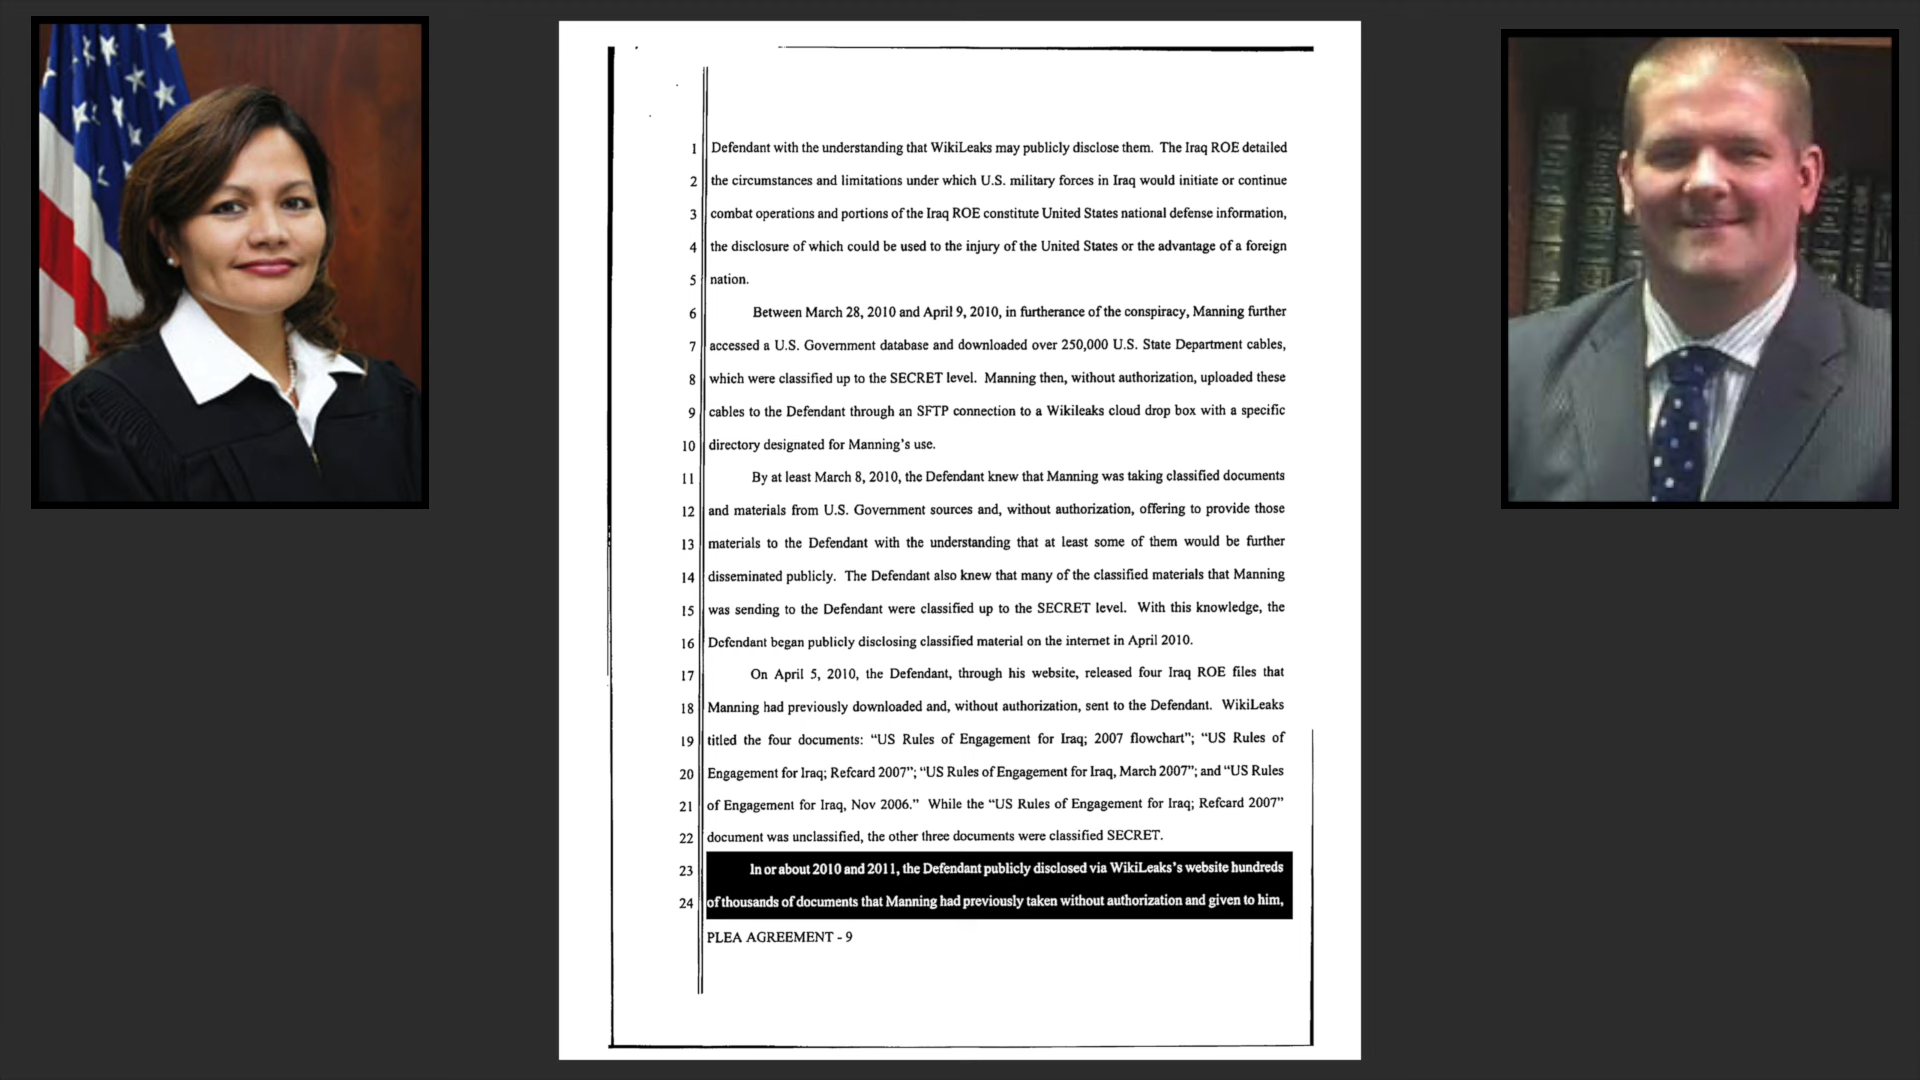 1 Defendant with the understanding that WikiLeaks may publicly disclose them. The Iraq ROE detailed
2 the circumstances and limitations under which U.S. military forces in Iraq would initiate or continue
3 combat operations and portions of the Iraq ROE constitute United States national defense information,
4 the disclosure of which could be used to the injury of the United States or the advantage of a foreign
5 nation.
6 Between March 28, 2010 and April 9, 2010, in furtherance of the conspiracy, Manning further
7 accessed a U.S. Government database and downloaded over 250,000 U.S. State Department cables,
8 which were classified up to the SECRET level. Manning then, without authorization, uploaded these
9 cables to the Defendant through an SFTP connection to a Wikileaks cloud drop box with a specific
10 directory designated for Manning's use.
11 By at least March 8, 2010, the Defendant knew that Manning was taking classified documents
12 and materials from U.S. Government sources and, without authorization, offering to provide those
13 materials to the Defendant with the understanding that at least some of them would be further
14 disseminated publicly. The Defendant also knew that many of the classified materials that Manning
15 was sending to the Defendant were classified up to the SECRET level. With this knowledge, the
16 Defendant began publicly disclosing classified material on the internet in April 2010.
17 On April 5, 2010, the Defendant, through his website, released four Iraq ROE files that
18 Manning had previously downloaded and, without authorization, sent to the Defendant. WikiLeaks
19 titled the four documents: “US Rules of Engagement for Iraq; 2007 flowchart”; “US Rules of
20 Engagement for Iraq; Refcard 2007”; “US Rules of Engagement for Iraq, March 2007”; and “US Rules
21 of Engagement for Iraq, Nov 2006.” While the “US Rules of Engagement for Iraq; Refcard 2007”
22 document was unclassified, the other three documents were classified SECRET.
23 In or about 2010 and 2011, the Defendant publicly disclosed via WikiLeaks's website hundreds
24 of thousands of documents that Manning had previously taken without authorization and given to him,
PLEA AGREEMENT - 9